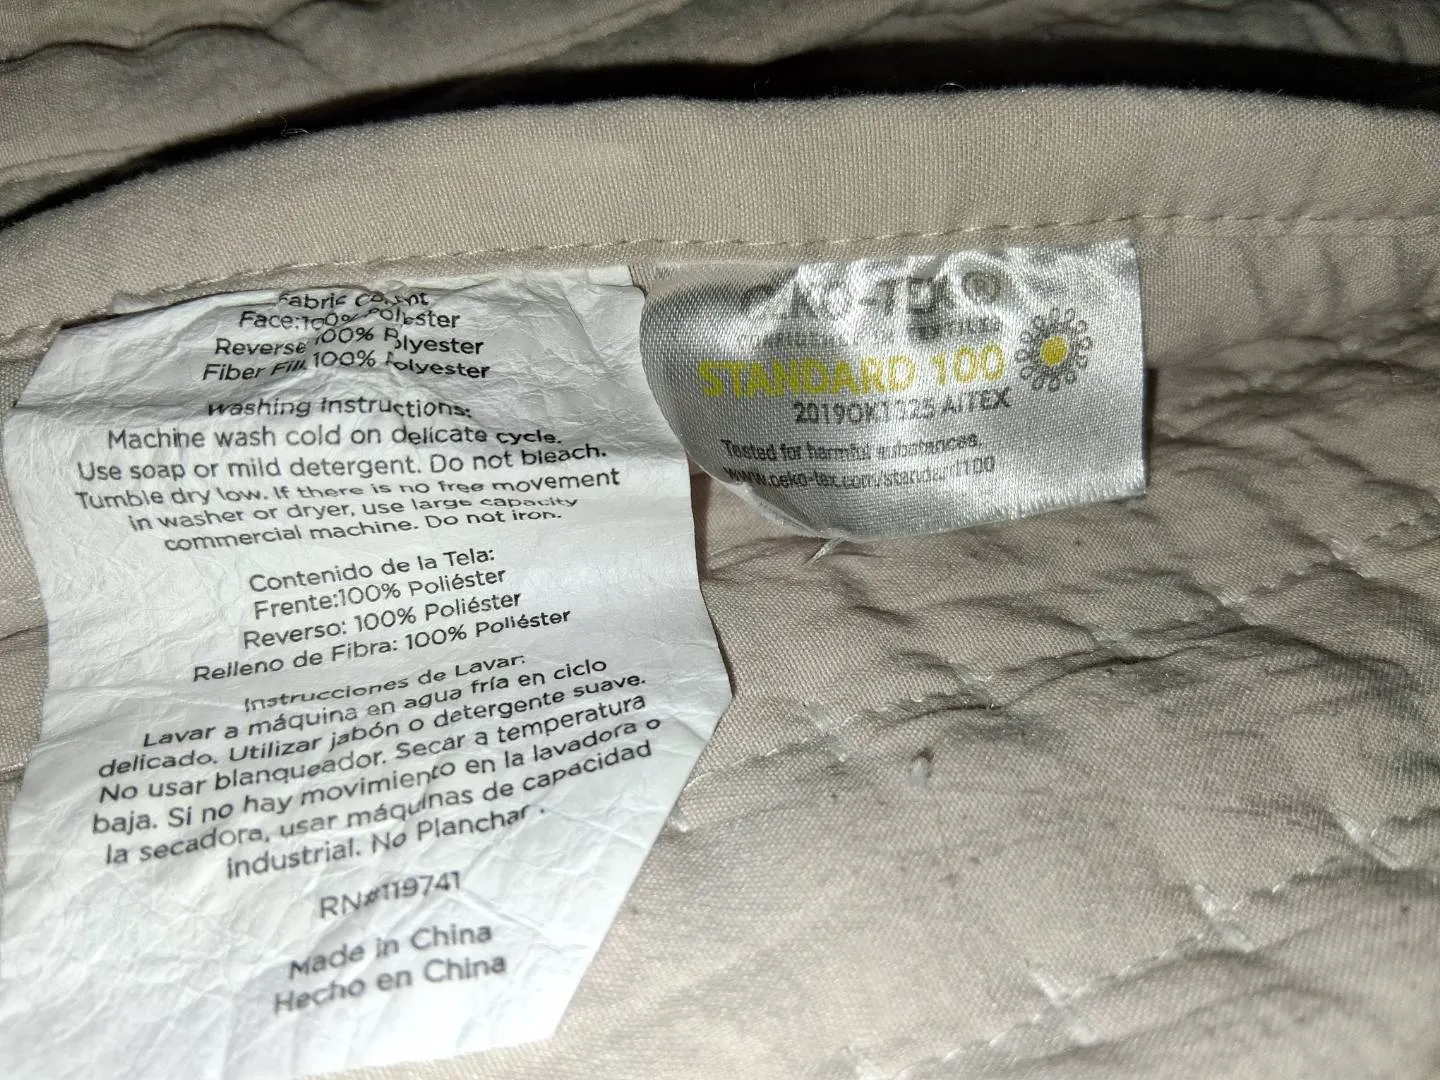 Fabric Content
Face:100% Polyester
Reverse 100% Polyester
Fiber Fill 100% Polyester
Washing Instructions:
Machine wash cold on delicate cycle.
Use soap or mild detergent. Do not bleach.
Tumble dry low. If there is no free movement
in washer or dryer, use large capacity
commercial machine. Do not iron.
Contenido de la Tela:
Frente:100% Poliéster
Reverso: 100% Poliéster
Relleno de Fibra: 100% Poliéster
Instrucciones de Lavar:
Lavar a máquina en agua fría en ciclo
delicado. Utilizar jabón o detergente suave.
No usar blanqueador. Secar a temperatura
baja. Si no hay movimiento en la lavadora o
la secadora, usar máquinas de capacidad
industrial. No Planchar.
RN#119741
Made in China
Hecho en China
OEKO-TEX
STANDARD 100
AITEX
Tested for harmful substances.
www.oeko-tex.com/standard100